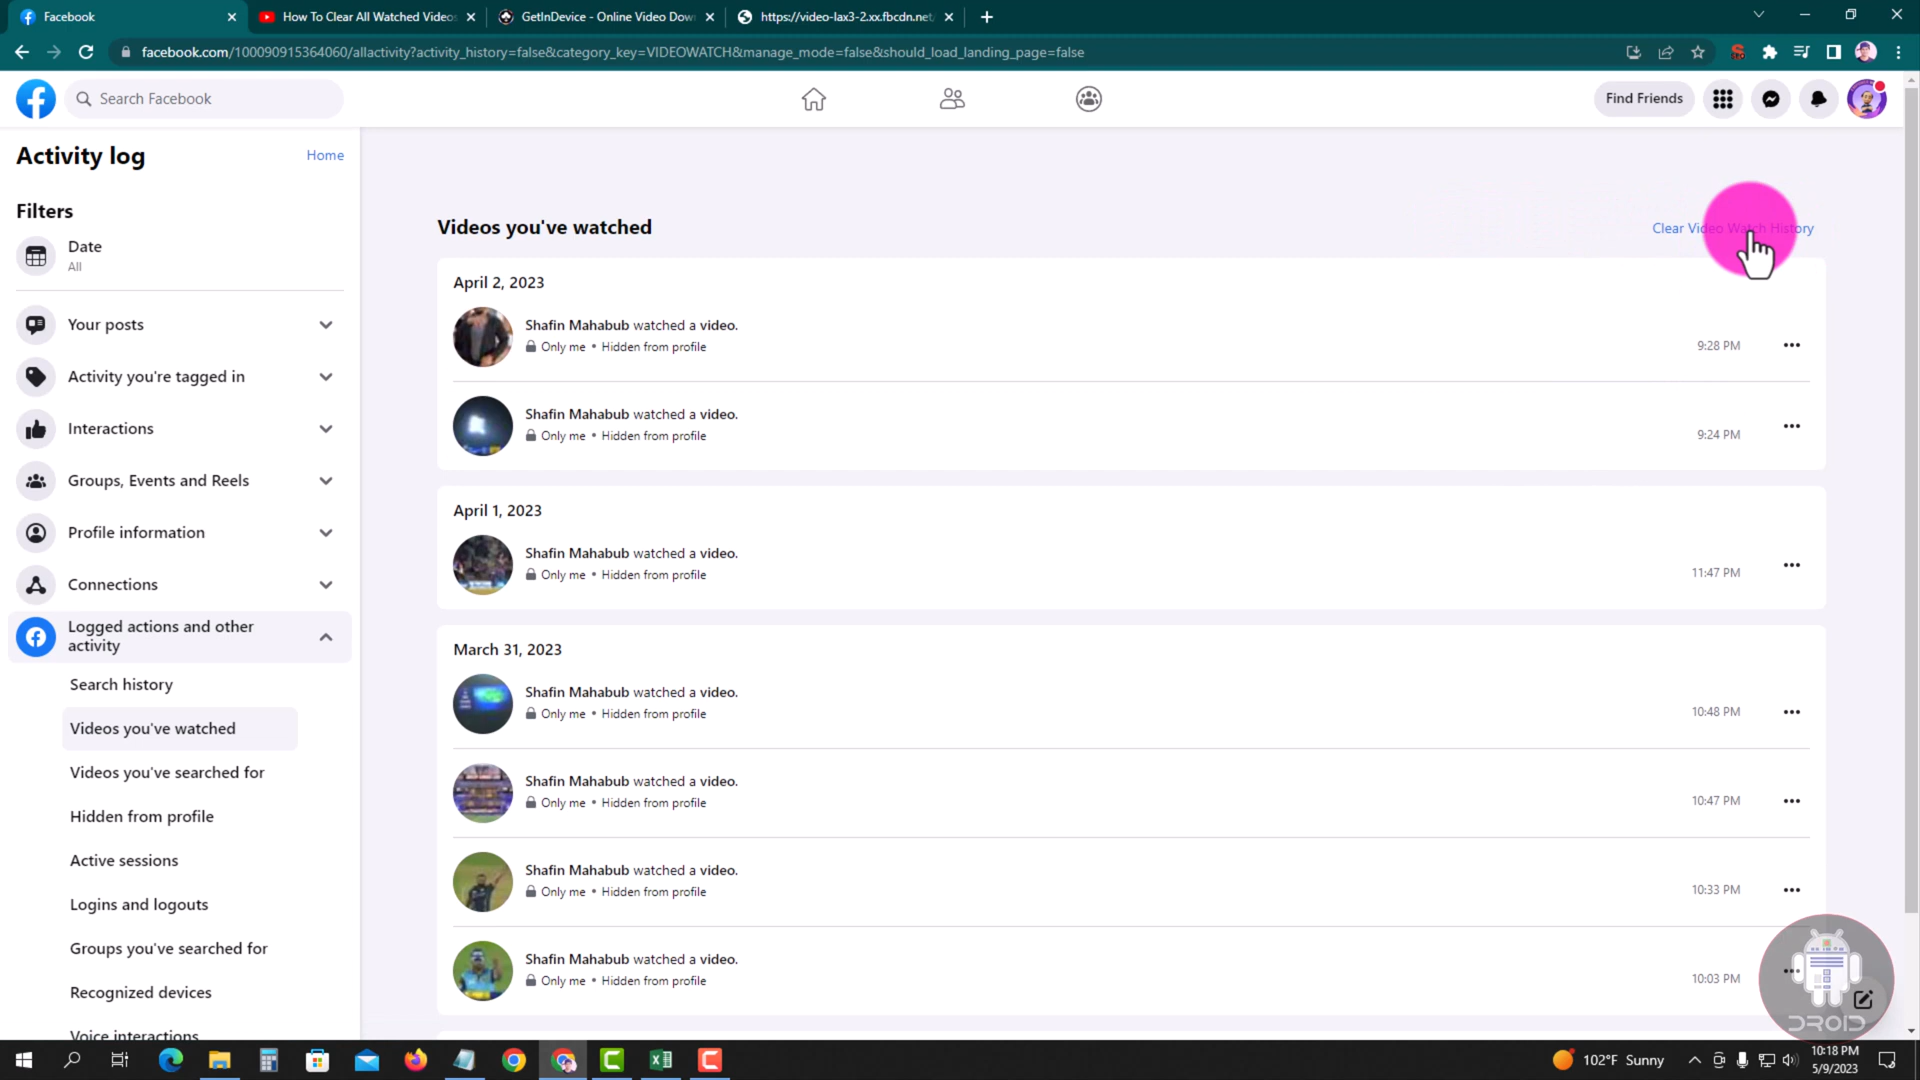 Facebook
How To Clear All Watched Videos
GetInDevice - Online Video Dow
https://video-lax3-2.xx.fbcdn.net/
facebook.com/100090915364060/allactivity?activity_history=false&category_key=VIDEOWATCH&manage_mode=false&should_load_landing_page=false
Search Facebook
Find Friends
Activity log
Home
Filters
Date
All
Your posts
Activity you're tagged in
Interactions
Groups, Events and Reels
Profile information
Connections
Logged actions and other
activity
Search history
Videos you've watched
Videos you've searched for
Hidden from profile
Active sessions
Logins and logouts
Groups you've searched for
Recognized devices
Voice interactions
Videos you've watched
Clear Video Watch History
April 2, 2023
Shafin Mahabub watched a video.
Only me • Hidden from profile
9:28 PM
Shafin Mahabub watched a video.
Only me • Hidden from profile
9:24 PM
April 1, 2023
Shafin Mahabub watched a video.
Only me • Hidden from profile
11:47 PM
March 31, 2023
Shafin Mahabub watched a video.
Only me • Hidden from profile
10:48 PM
Shafin Mahabub watched a video.
Only me • Hidden from profile
10:47 PM
Shafin Mahabub watched a video.
Only me • Hidden from profile
10:33 PM
Shafin Mahabub watched a video.
Only me • Hidden from profile
10:03 PM
DROID
102°F Sunny
10:18 PM
5/9/2023